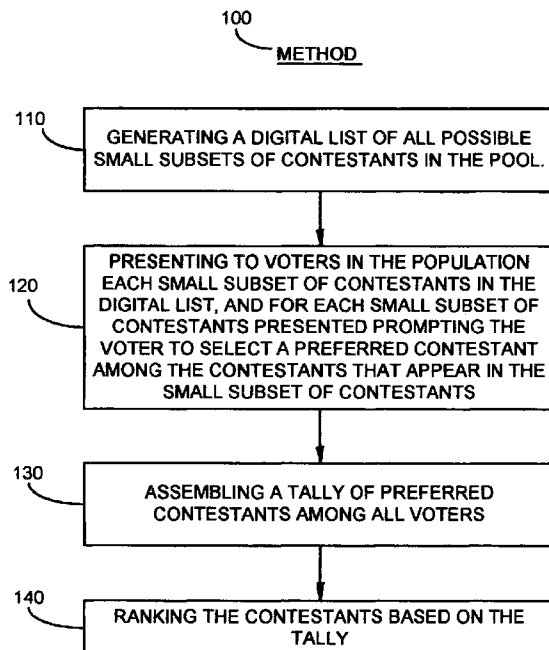 100
METHOD
110
GENERATING A DIGITAL LIST OF ALL POSSIBLE
SMALL SUBSETS OF CONTESTANTS IN THE POOL.
120
PRESENTING TO VOTERS IN THE POPULATION
EACH SMALL SUBSET OF CONTESTANTS IN THE
DIGITAL LIST, AND FOR EACH SMALL SUBSET OF
CONTESTANTS PRESENTED PROMPTING THE
VOTER TO SELECT A PREFERRED CONTESTANT
AMONG THE CONTESTANTS THAT APPEAR IN THE
SMALL SUBSET OF CONTESTANTS
130
ASSEMBLING A TALLY OF PREFERRED
CONTESTANTS AMONG ALL VOTERS
140
RANKING THE CONTESTANTS BASED ON THE
TALLY